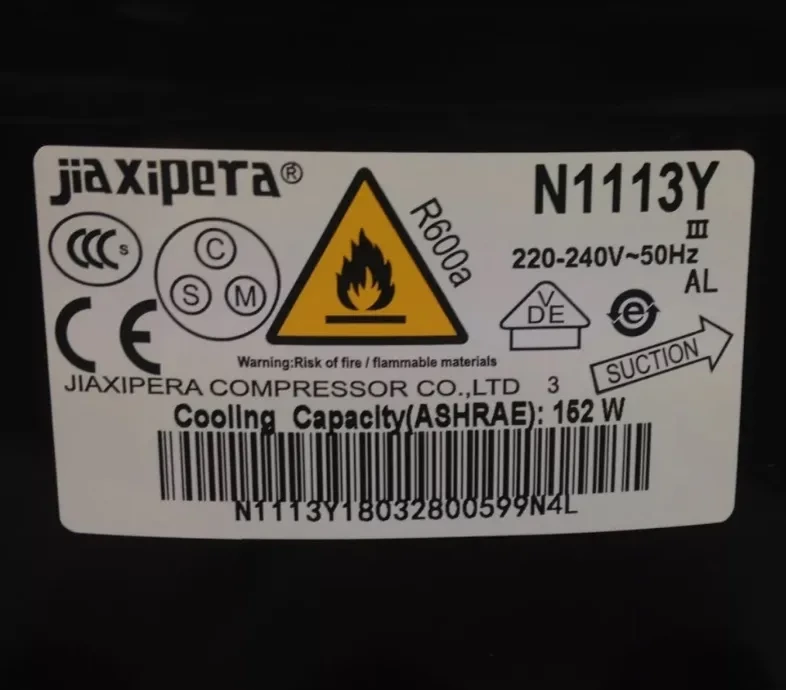 jiaxipera®
N1113Y
III
220-240V~50Hz
AL
R600a
CCC S
C
S M
CE
VDE
e
Warning:Risk of fire / flammable materials
JIAXIPERA COMPRESSOR CO.,LTD 3
SUCTION
Cooling Capacity(ASHRAE): 152 W
N1113Y18032800599N4L